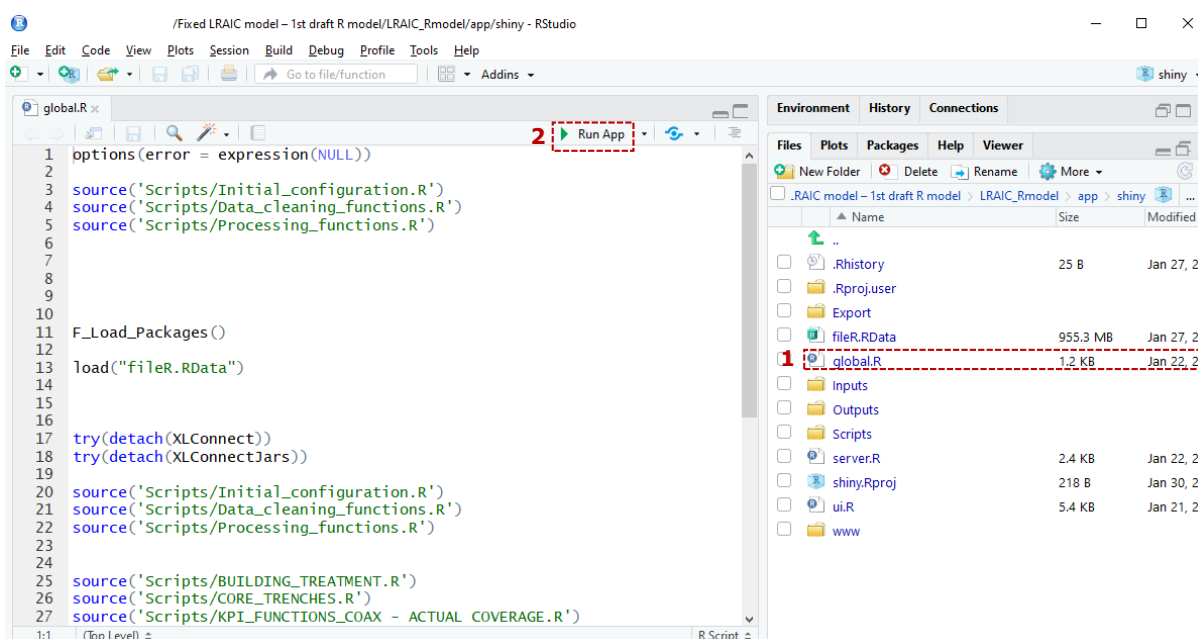 /Fixed LRAIC model – 1st draft R model/LRAIC_Rmodel/app/shiny - RStudio
File Edit Code View Plots Session Build Debug Profile Tools Help
Go to file/function Addins shiny
global.R
2 Run App
1 options(error = expression(NULL))
2
3 source('Scripts/Initial_configuration.R')
4 source('Scripts/Data_cleaning_functions.R')
5 source('Scripts/Processing_functions.R')
6
7
8
9
10
11 F_Load_Packages()
12
13 load("fileR.RData")
14
15
16
17 try(detach(XLConnect))
18 try(detach(XLConnectJars))
19
20 source('Scripts/Initial_configuration.R')
21 source('Scripts/Data_cleaning_functions.R')
22 source('Scripts/Processing_functions.R')
23
24
25 source('Scripts/BUILDING_TREATMENT.R')
26 source('Scripts/CORE_TRENCHES.R')
27 source('Scripts/KPI_FUNCTIONS_COAX - ACTUAL COVERAGE.R')
1:1 (Top Level) R Script
Environment History Connections
Files Plots Packages Help Viewer
New Folder Delete Rename More
.RAIC model – 1st draft R model > LRAIC_Rmodel > app > shiny ...
Name Size Modified
..
.Rhistory 25 B Jan 27, 2
.Rproj.user
Export
fileR.RData 955.3 MB Jan 27, 2
1 global.R 1.2 KB Jan 22, 2
Inputs
Outputs
Scripts
server.R 2.4 KB Jan 22, 2
shiny.Rproj 218 B Jan 30, 2
ui.R 5.4 KB Jan 21, 2
www